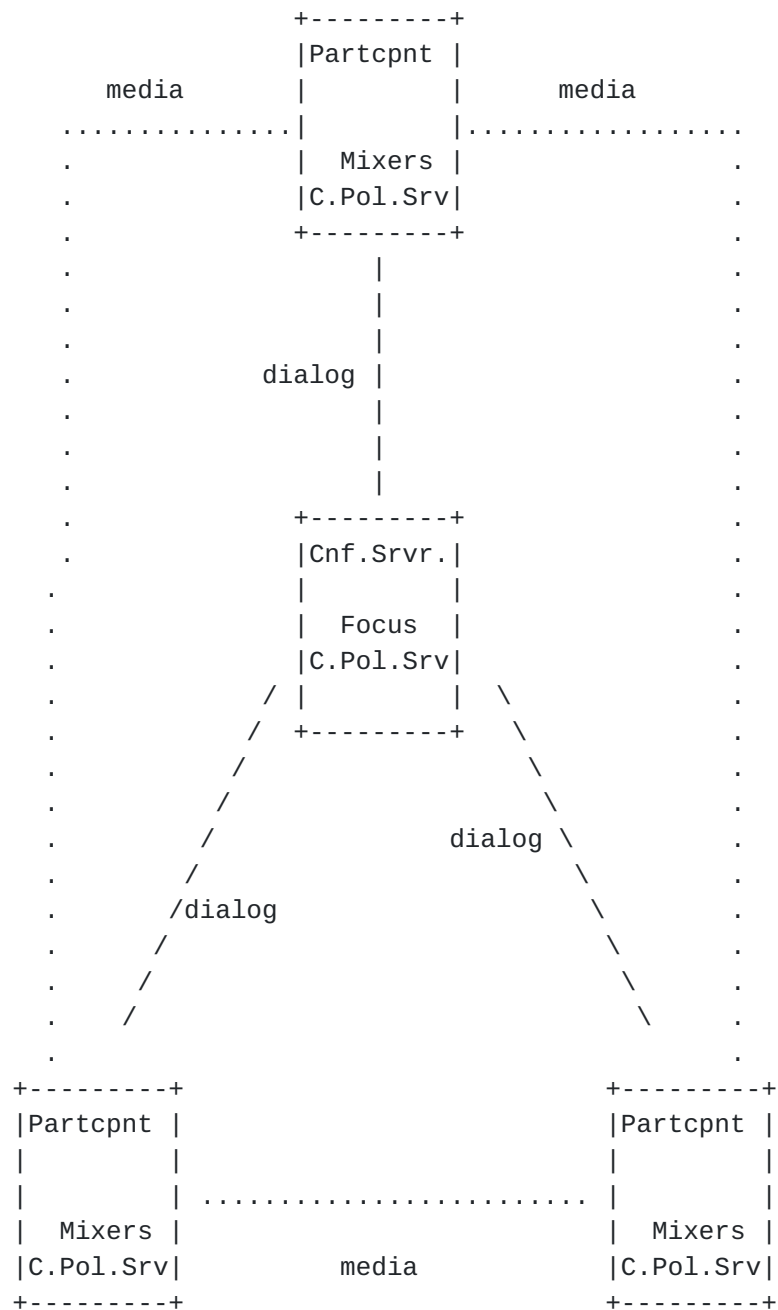 Partcpnt
media media
Mixers
C.Pol.Srv
dialog
Cnf.Srvr.
Focus
C.Pol.Srv
dialog
dialog
Partcpnt Partcpnt
Mixers Mixers
C.Pol.Srv media C.Pol.Srv